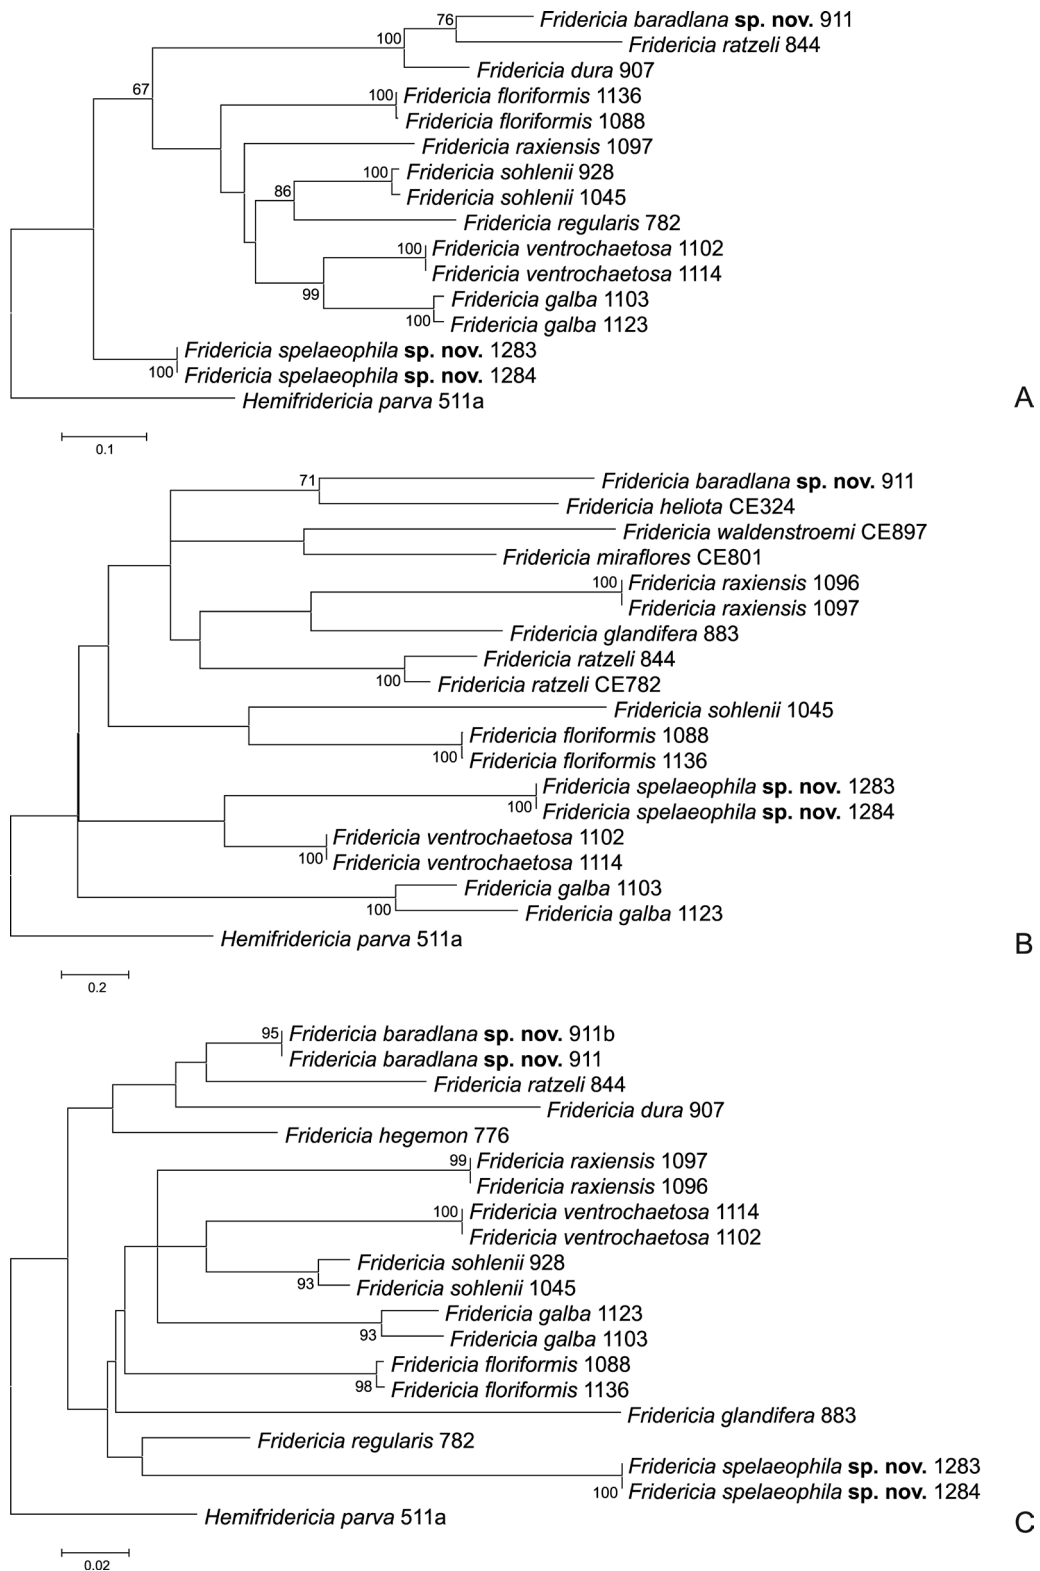 76 Fridericia baradlana sp. nov. 911
100 Fridericia ratzeli 844
Fridericia dura 907
67
100 Fridericia floriformis 1136
Fridericia floriformis 1088
Fridericia raxiensis 1097
100 Fridericia sohlenii 928
86 Fridericia sohlenii 1045
Fridericia regularis 782
100 Fridericia ventrochaetosa 1102
Fridericia ventrochaetosa 1114
99 Fridericia galba 1103
100 Fridericia galba 1123
Fridericia spelaeophila sp. nov. 1283
100 Fridericia spelaeophila sp. nov. 1284
Hemifridericia parva 511a
A
0.1
71 Fridericia baradlana sp. nov. 911
Fridericia heliota CE324
Fridericia waldenstroemi CE897
Fridericia miraflores CE801
100 Fridericia raxiensis 1096
Fridericia raxiensis 1097
Fridericia glandifera 883
Fridericia ratzeli 844
100 Fridericia ratzeli CE782
Fridericia sohlenii 1045
Fridericia floriformis 1088
100 Fridericia floriformis 1136
Fridericia spelaeophila sp. nov. 1283
100 Fridericia spelaeophila sp. nov. 1284
Fridericia ventrochaetosa 1102
100 Fridericia ventrochaetosa 1114
Fridericia galba 1103
100 Fridericia galba 1123
Hemifridericia parva 511a
B
0.2
95 Fridericia baradlana sp. nov. 911b
Fridericia baradlana sp. nov. 911
Fridericia ratzeli 844
Fridericia dura 907
Fridericia hegemon 776
99 Fridericia raxiensis 1097
Fridericia raxiensis 1096
100 Fridericia ventrochaetosa 1114
Fridericia ventrochaetosa 1102
Fridericia sohlenii 928
93 Fridericia sohlenii 1045
Fridericia galba 1123
93 Fridericia galba 1103
Fridericia floriformis 1088
98 Fridericia floriformis 1136
Fridericia glandifera 883
Fridericia regularis 782
Fridericia spelaeophila sp. nov. 1283
100 Fridericia spelaeophila sp. nov. 1284
Hemifridericia parva 511a
C
0.02